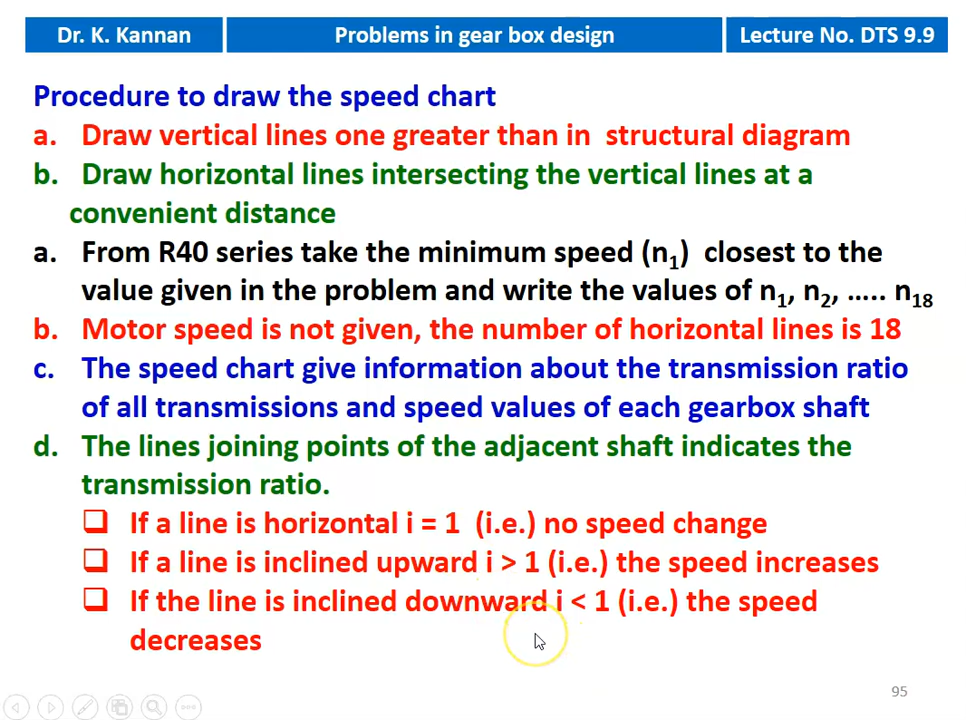 Dr. K. Kannan
Problems in gear box design
Lecture No. DTS 9.9
Procedure to draw the speed chart
a. Draw vertical lines one greater than in structural diagram
b. Draw horizontal lines intersecting the vertical lines at a
convenient distance
a. From R40 series take the minimum speed (n1) closest to the
value given in the problem and write the values of n1, n2, ….. n18
b. Motor speed is not given, the number of horizontal lines is 18
c. The speed chart give information about the transmission ratio
of all transmissions and speed values of each gearbox shaft
d. The lines joining points of the adjacent shaft indicates the
transmission ratio.
❑ If a line is horizontal i = 1 (i.e.) no speed change
❑ If a line is inclined upward i > 1 (i.e.) the speed increases
❑ If the line is inclined downward i < 1 (i.e.) the speed
decreases
95